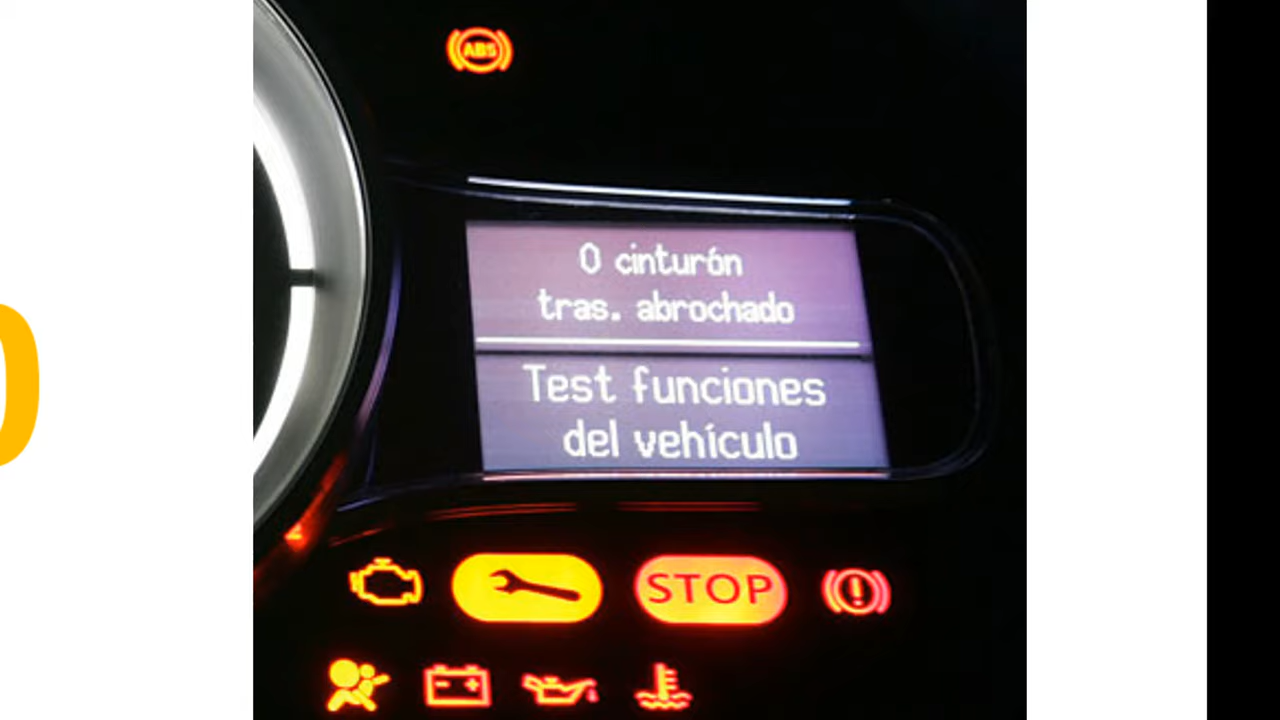 ABS
0 cinturón
tras. abrochado
Test funciones
del vehículo
STOP